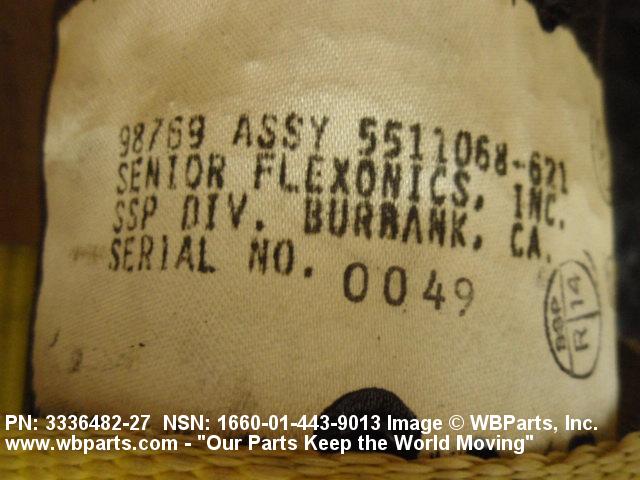 98769 ASSY 5511068-621
SENIOR FLEXONICS, INC.
SSP DIV. BURBANK, CA.
SERIAL NO. 0049
R 14
PN: 3336482-27 NSN: 1660-01-443-9013 Image © WBParts, Inc.
www.wbparts.com - "Our Parts Keep the World Moving"